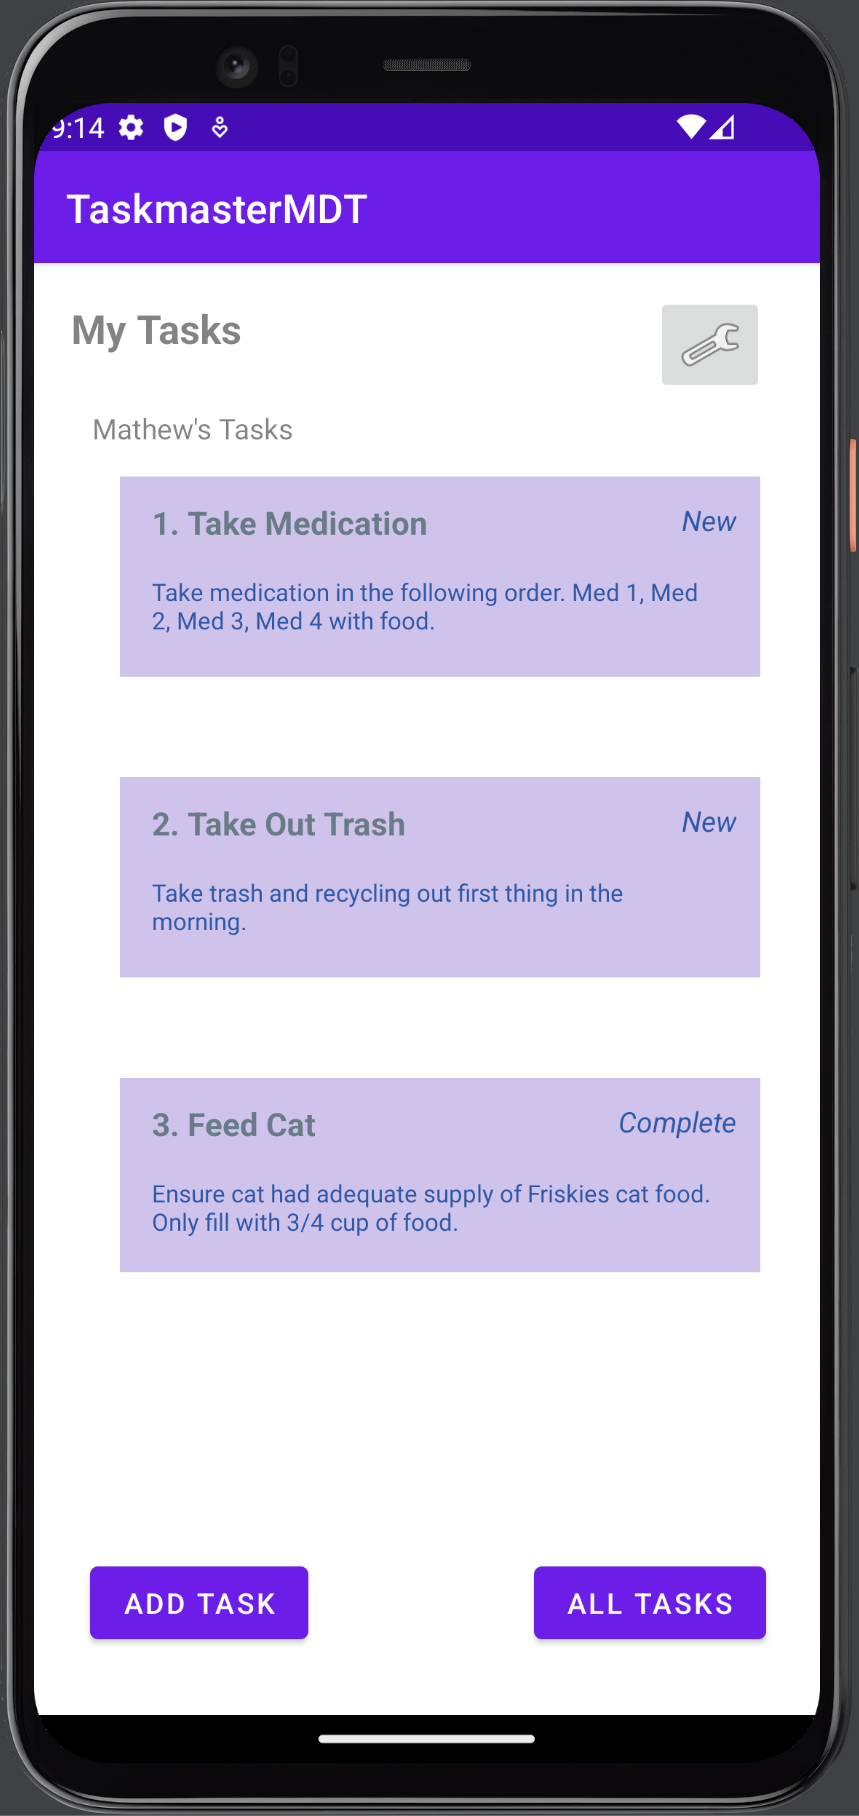 9:14
TaskmasterMDT
My Tasks
Mathew's Tasks
1. Take Medication
New
Take medication in the following order. Med 1, Med
2, Med 3, Med 4 with food.
2. Take Out Trash
New
Take trash and recycling out first thing in the
morning.
3. Feed Cat
Complete
Ensure cat had adequate supply of Friskies cat food.
Only fill with 3/4 cup of food.
ADD TASK
ALL TASKS